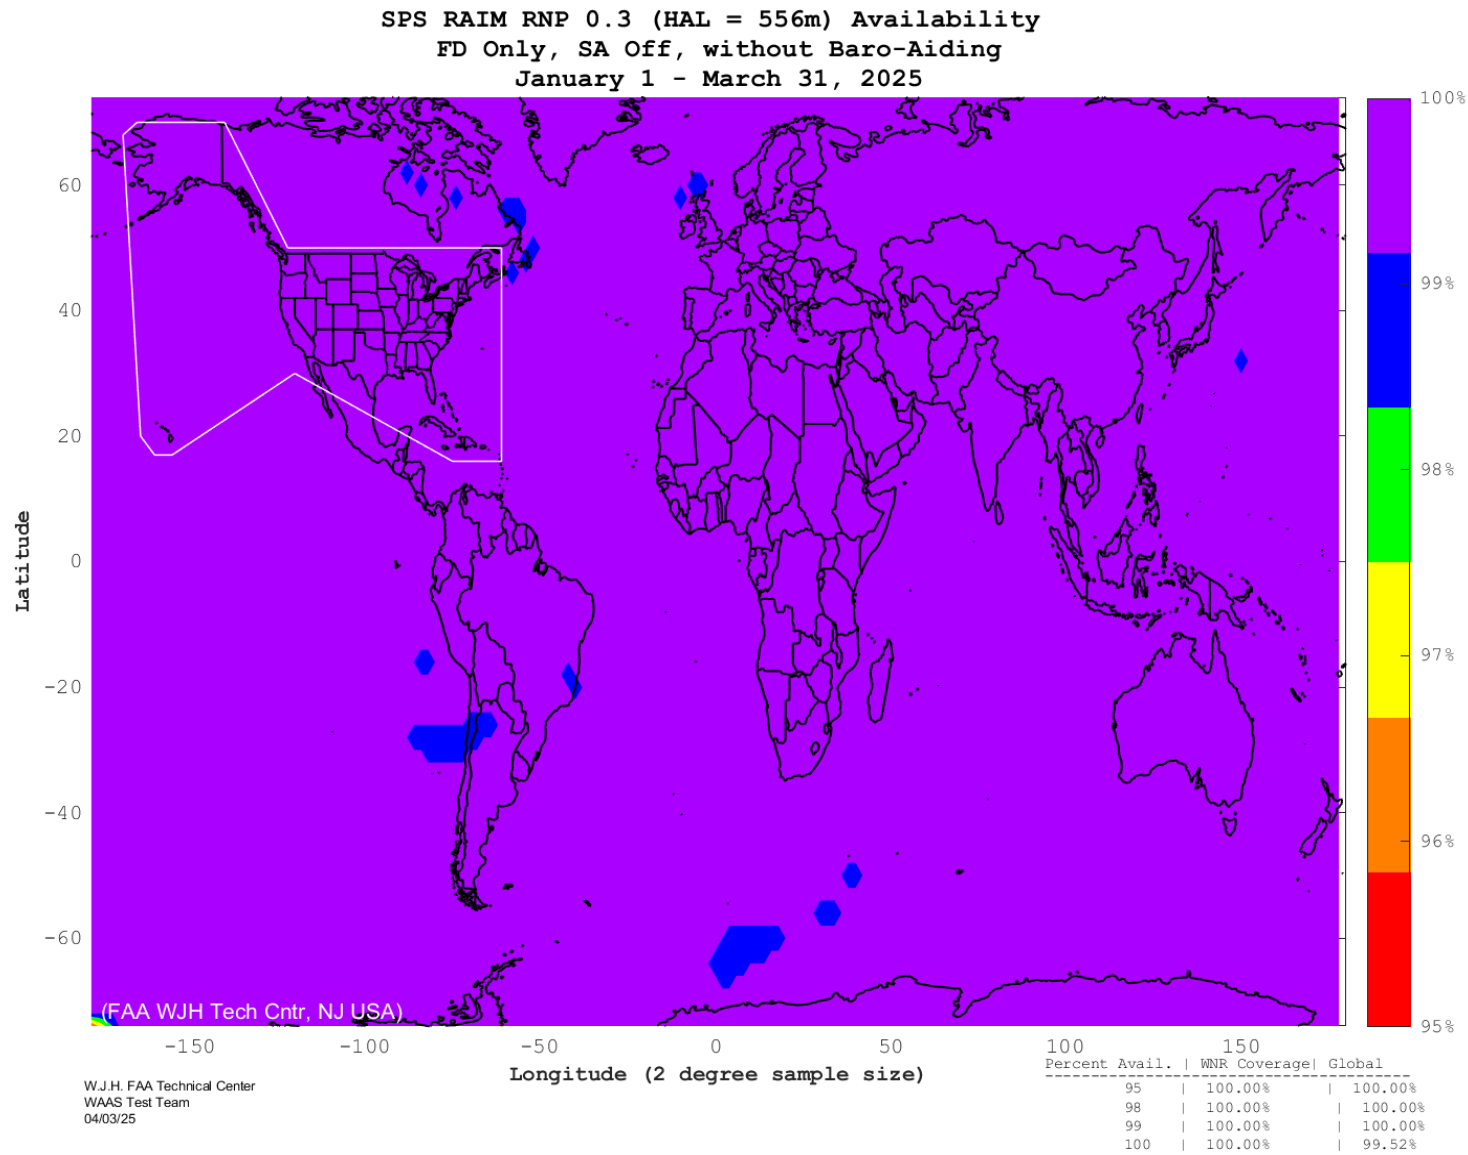 SPS RAIM RNP 0.3 (HAL = 556m) Availability
FD Only, SA Off, without Baro-Aiding
January 1 - March 31, 2025
100%
99%
98%
97%
96%
95%
Latitude
60
40
20
0
-20
-40
-60
(FAA WJH Tech Cntr, NJ USA)
-150 -100 -50 0 50 100 150
Longitude (2 degree sample size)
Percent Avail. | WNR Coverage| Global
95 | 100.00% | 100.00%
98 | 100.00% | 100.00%
99 | 100.00% | 100.00%
100 | 100.00% | 99.52%
W.J.H. FAA Technical Center
WAAS Test Team
04/03/25